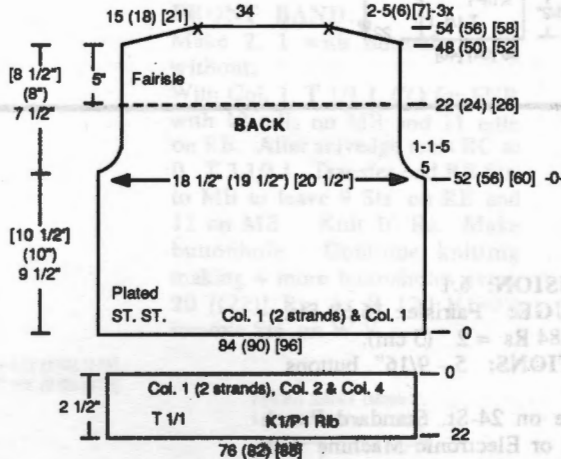 34
15 (18) [21]
2-5(6)[7]-3x
54 (56) [58]
48 (50) [52]
[8 1/2"]
(8")
7 1/2"
Fairisle
5"
22 (24) [26]
BACK
1-1-5
5
52 (56) [60] -0-
18 1/2" (19 1/2") [20 1/2"]
[10 1/2"]
(10")
9 1/2"
Plated
ST. ST.
Col. 1 (2 strands) & Col. 1
0
84 (90) [96]
0
Col. 1 (2 strands), Col. 2 & Col. 4
2 1/2"
T 1/1
K1/P1 Rib
22
76 (82) [88]